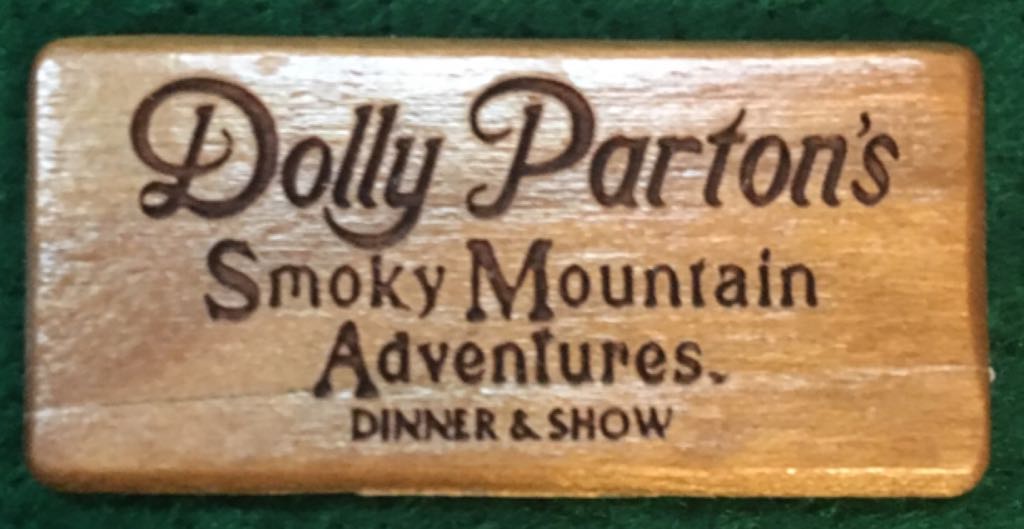 Dolly Parton's
Smoky Mountain
Adventures.
DINNER & SHOW